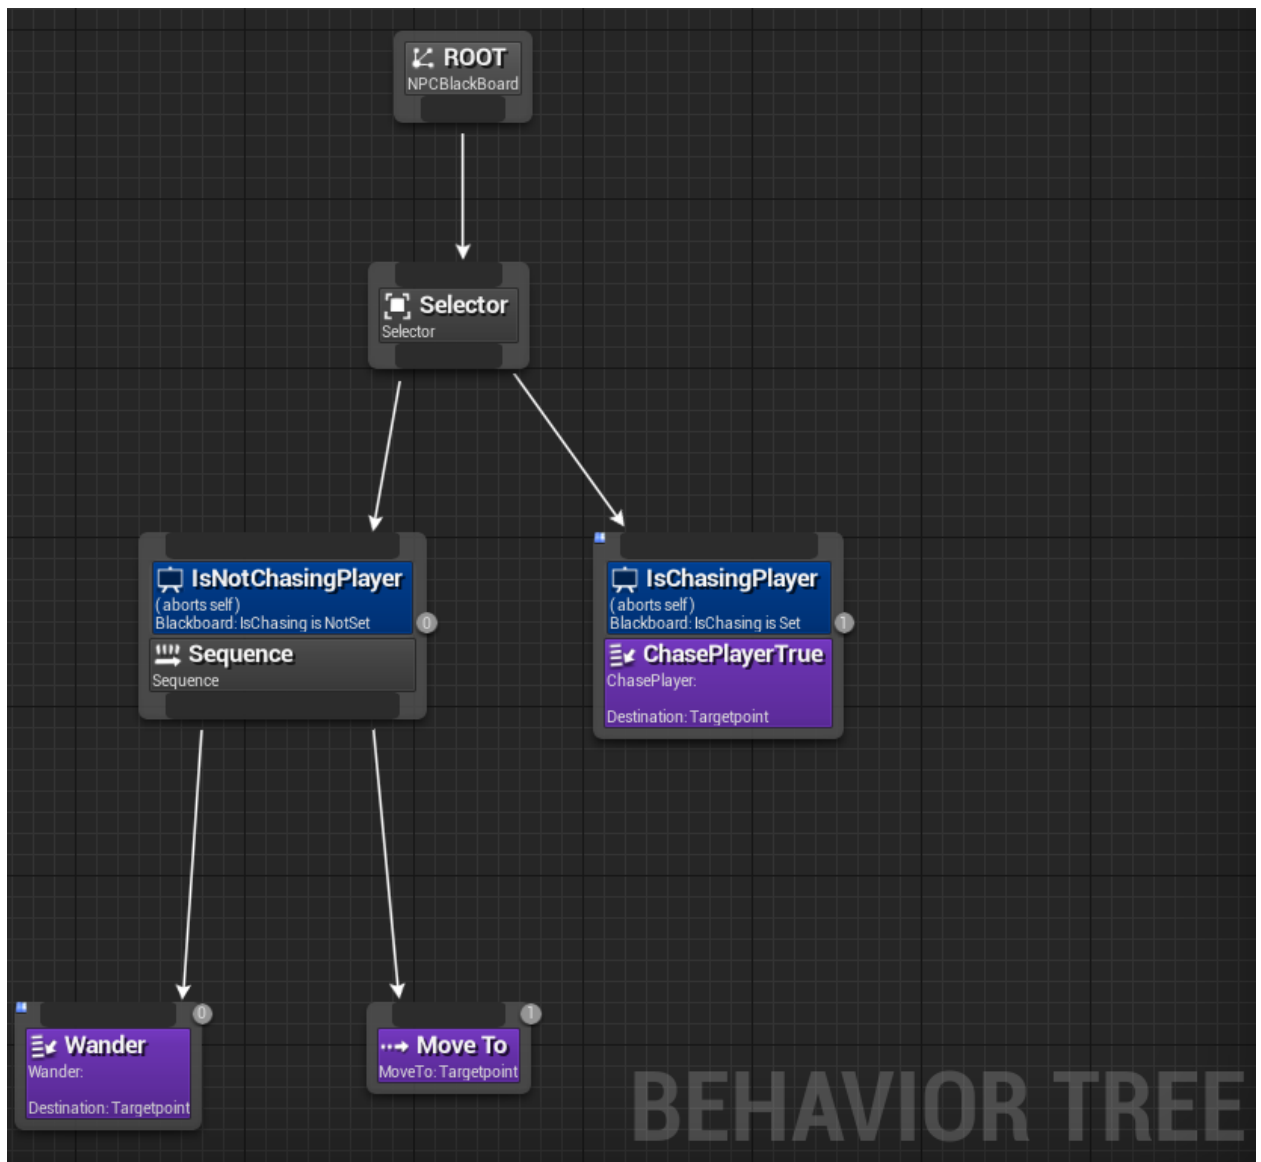 ROOT
NPCBlackBoard
Selector
Selector
IsNotChasingPlayer
(aborts self)
Blackboard: IsChasing is NotSet
0
Sequence
Sequence
IsChasingPlayer
(aborts self)
Blackboard: IsChasing is Set
1
ChasePlayerTrue
ChasePlayer:
Destination: Targetpoint
0
Wander
Wander:
Destination: Targetpoint
1
Move To
MoveTo: Targetpoint
BEHAVIOR TREE